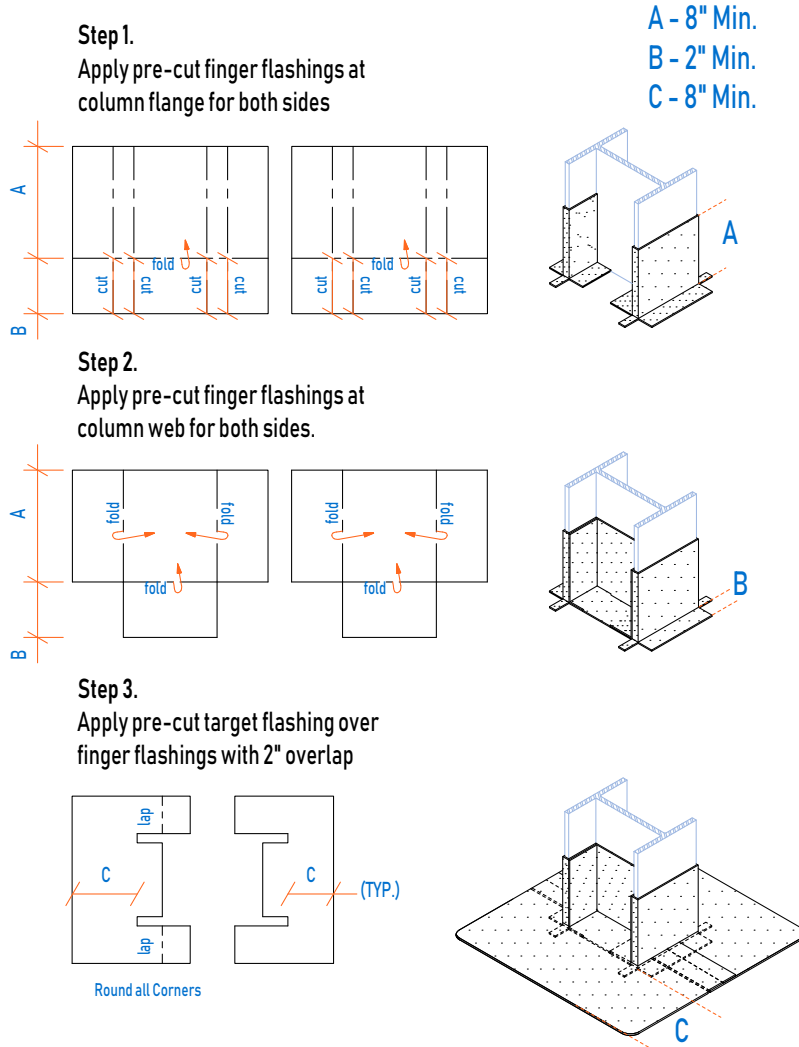 A - 8" Min.
B - 2" Min.
C - 8" Min.
Step 1.
Apply pre-cut finger flashings at
column flange for both sides
A
B
fold
cut
cut
cut
cut
fold
cut
cut
cut
cut
A
Step 2.
Apply pre-cut finger flashings at
column web for both sides.
A
B
fold
fold
fold
fold
fold
fold
B
Step 3.
Apply pre-cut target flashing over
finger flashings with 2" overlap
lap
C
lap
C
(TYP.)
Round all Corners
C